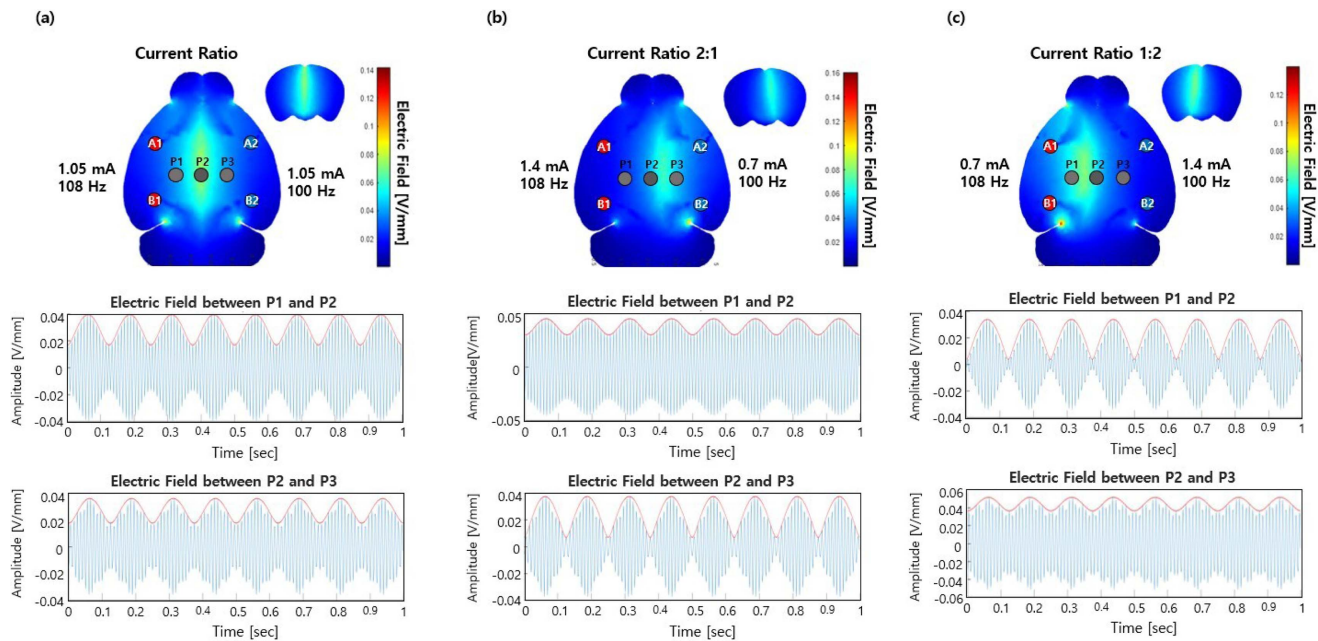 (a)
Current Ratio
0.14
0.12
0.1
0.08
0.06
0.04
0.02
Electric Field [V/mm]
A1
A2
P1
P2
P3
B1
B2
1.05 mA
108 Hz
1.05 mA
100 Hz
Electric Field between P1 and P2
Amplitude [V/mm]
0.04
0.02
0
-0.02
-0.04
0 0.1 0.2 0.3 0.4 0.5 0.6 0.7 0.8 0.9 1
Time [sec]
Electric Field between P2 and P3
Amplitude [V/mm]
0.04
0.02
0
-0.02
-0.04
0 0.1 0.2 0.3 0.4 0.5 0.6 0.7 0.8 0.9 1
Time [sec]
(b)
Current Ratio 2:1
0.16
0.14
0.12
0.1
0.08
0.06
0.04
0.02
Electric Field [V/mm]
A1
A2
P1
P2
P3
B1
B2
1.4 mA
108 Hz
0.7 mA
100 Hz
Electric Field between P1 and P2
Amplitude[V/mm]
0.05
0
-0.05
0 0.1 0.2 0.3 0.4 0.5 0.6 0.7 0.8 0.9 1
Time [sec]
Electric Field between P2 and P3
Amplitude [V/mm]
0.04
0.02
0
-0.02
-0.04
0 0.1 0.2 0.3 0.4 0.5 0.6 0.7 0.8 0.9 1
Time [sec]
(c)
Current Ratio 1:2
0.12
0.1
0.08
0.06
0.04
0.02
Electric Field [V/mm]
A1
A2
P1
P2
P3
B1
B2
0.7 mA
108 Hz
1.4 mA
100 Hz
Electric Field between P1 and P2
Amplitude [V/mm]
0.04
0.02
0
-0.02
-0.04
0 0.1 0.2 0.3 0.4 0.5 0.6 0.7 0.8 0.9 1
Time [sec]
Electric Field between P2 and P3
Amplitude [V/mm]
0.06
0.04
0.02
0
-0.02
-0.04
-0.06
0 0.1 0.2 0.3 0.4 0.5 0.6 0.7 0.8 0.9 1
Time [sec]